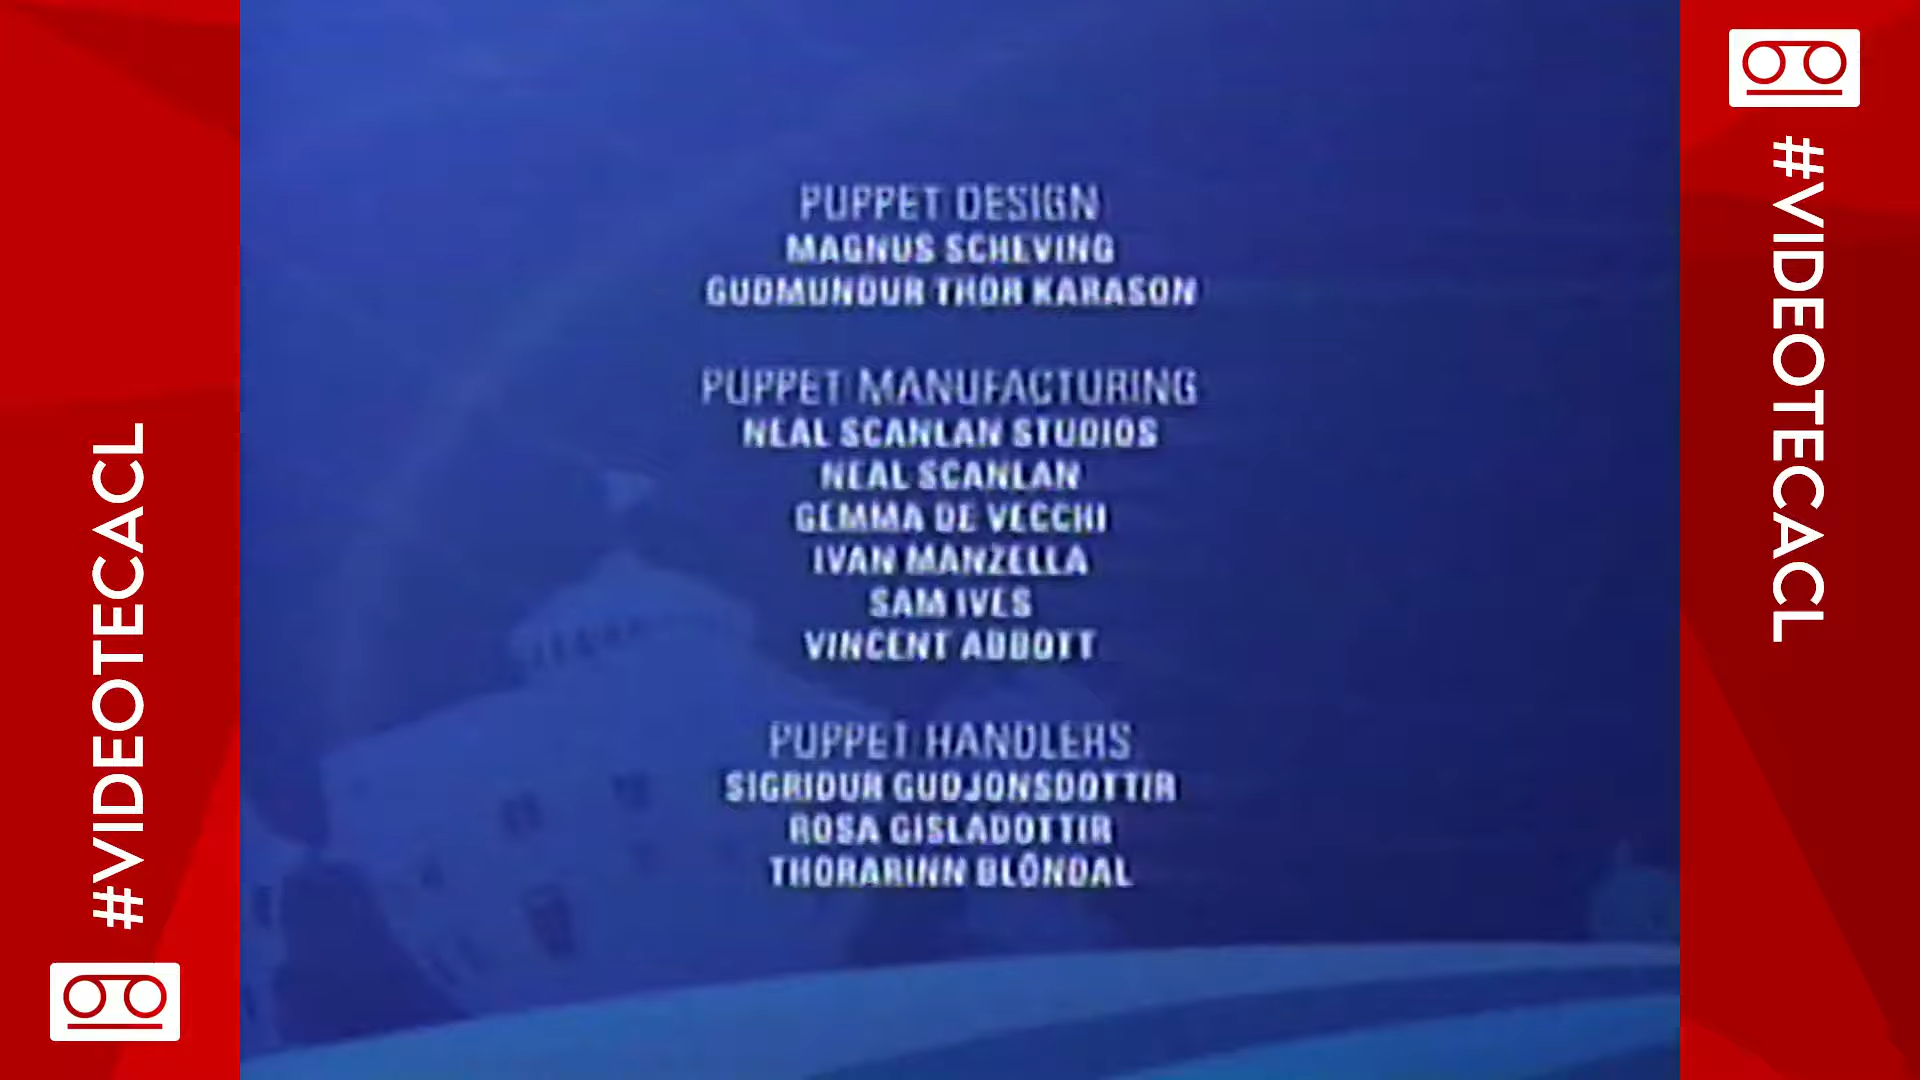 PUPPET DESIGN
MAGNUS SCHEVING
GUDMUNDUR THOR KARASON
PUPPET MANUFACTURING
NEAL SCANLAN STUDIOS
NEAL SCANLAN
GEMMA DE VECCHI
IVAN MANZELLA
SAM IVES
VINCENT ABBOTT
PUPPET HANDLERS
SIGRIDUR GUDJONSDOTTIR
ROSA GISLADOTTIR
THORARINN BLÖNDAL
#VIDEOTECACL
#VIDEOTECACL